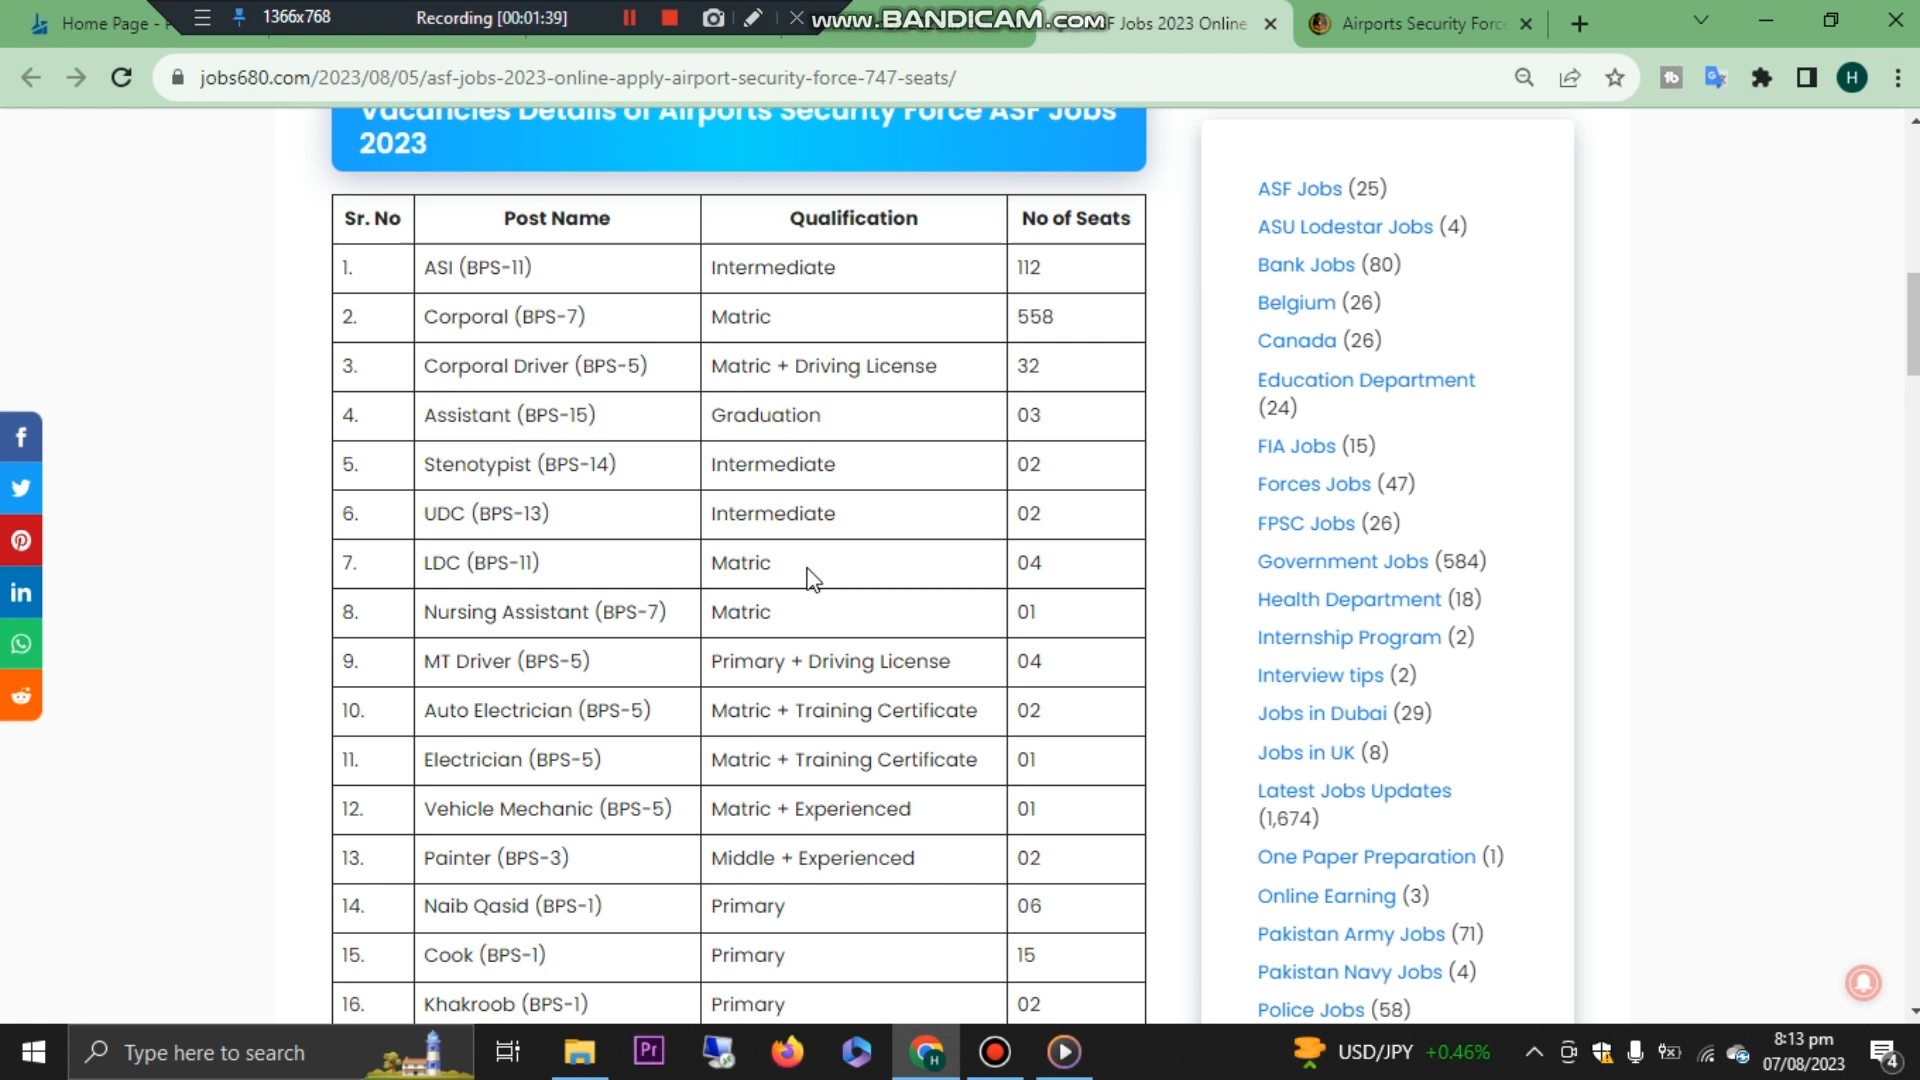 1366x768
Recording [00:01:39]
www.BANDICAM.com
Home Page -
F Jobs 2023 Online
Airports Security Forc
jobs680.com/2023/08/05/asf-jobs-2023-online-apply-airport-security-force-747-seats/
H
Vacancies Details of Airports Security Force ASF Jobs
2023
Sr. No Post Name Qualification No of Seats
1. ASI (BPS-11) Intermediate 112
2. Corporal (BPS-7) Matric 558
3. Corporal Driver (BPS-5) Matric + Driving License 32
4. Assistant (BPS-15) Graduation 03
5. Stenotypist (BPS-14) Intermediate 02
6. UDC (BPS-13) Intermediate 02
7. LDC (BPS-11) Matric 04
8. Nursing Assistant (BPS-7) Matric 01
9. MT Driver (BPS-5) Primary + Driving License 04
10. Auto Electrician (BPS-5) Matric + Training Certificate 02
11. Electrician (BPS-5) Matric + Training Certificate 01
12. Vehicle Mechanic (BPS-5) Matric + Experienced 01
13. Painter (BPS-3) Middle + Experienced 02
14. Naib Qasid (BPS-1) Primary 06
15. Cook (BPS-1) Primary 15
16. Khakroob (BPS-1) Primary 02
ASF Jobs (25)
ASU Lodestar Jobs (4)
Bank Jobs (80)
Belgium (26)
Canada (26)
Education Department
(24)
FIA Jobs (15)
Forces Jobs (47)
FPSC Jobs (26)
Government Jobs (584)
Health Department (18)
Internship Program (2)
Interview tips (2)
Jobs in Dubai (29)
Jobs in UK (8)
Latest Jobs Updates
(1,674)
One Paper Preparation (1)
Online Earning (3)
Pakistan Army Jobs (71)
Pakistan Navy Jobs (4)
Police Jobs (58)
Type here to search
Pr
USD/JPY +0.46%
8:13 pm
07/08/2023
4